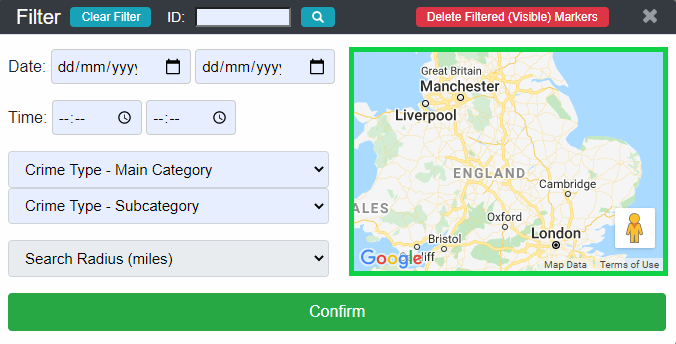 Filter Clear Filter ID: Delete Filtered (Visible) Markers
Date: dd/mm/yyyy dd/mm/yyyy
Time: --:-- --:--
Crime Type - Main Category
Crime Type - Subcategory
Search Radius (miles)
Great Britain
Manchester
Liverpool
ENGLAND
Cambridge
ALES
Oxford
London
Bristol
Google
diff
Map Data Terms of Use
Confirm